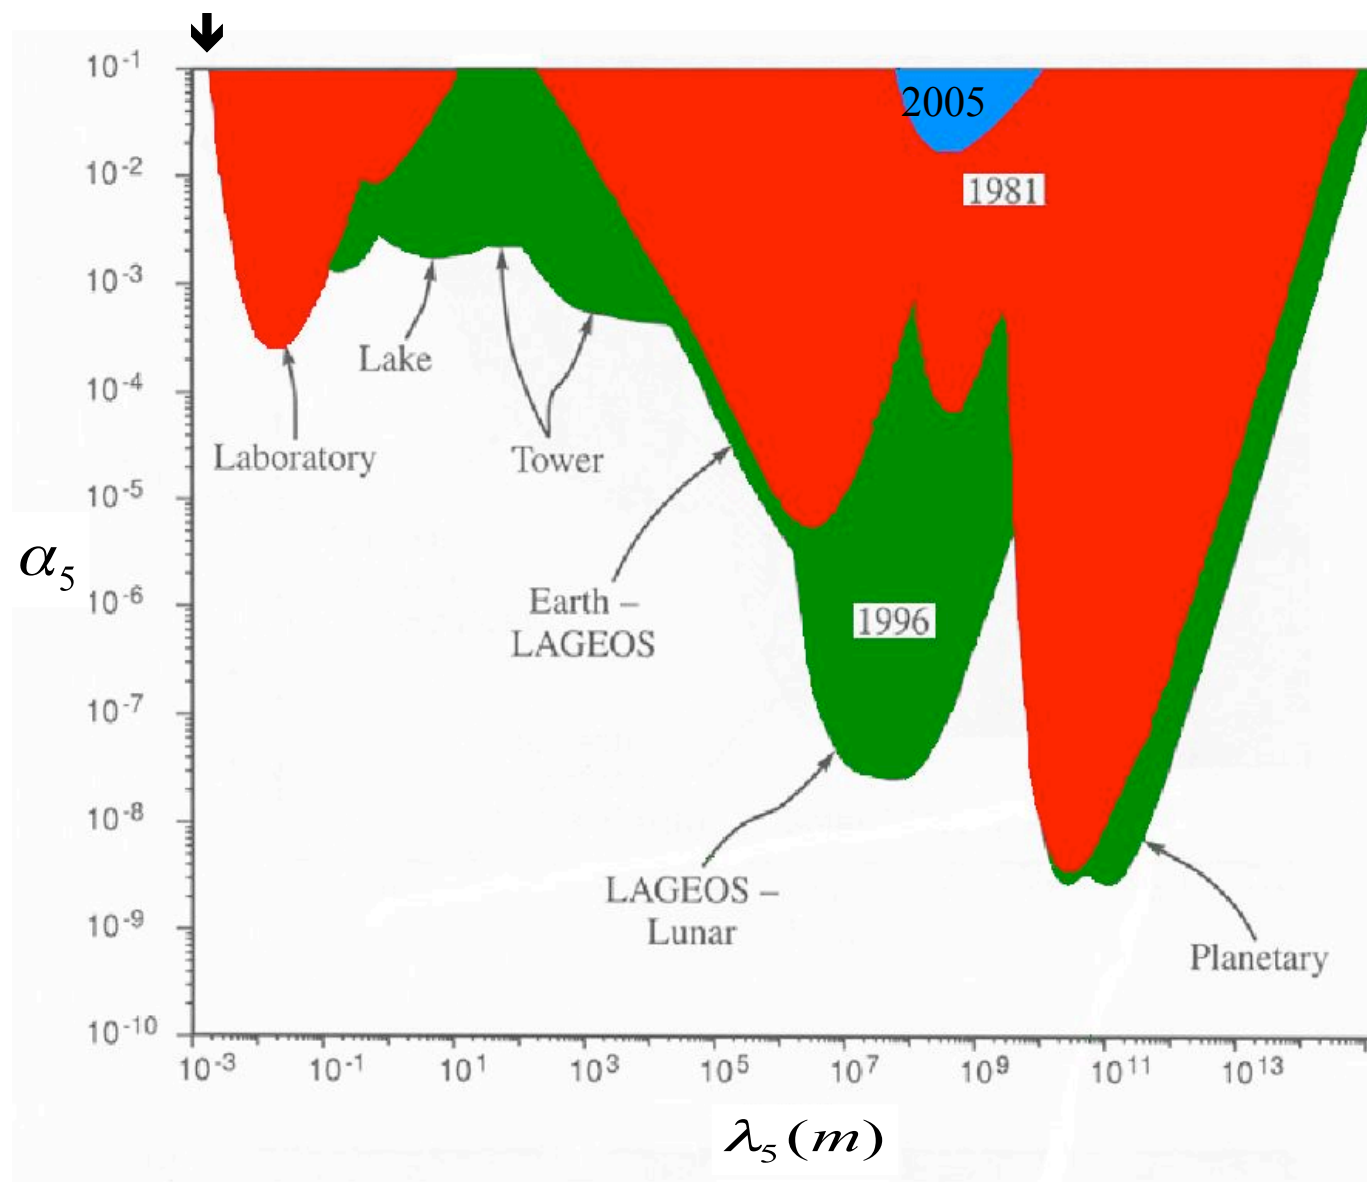 10⁻¹
2005
1981
10⁻²
10⁻³
Lake
10⁻⁴
Laboratory
Tower
10⁻⁵
α₅
Earth –
LAGEOS
10⁻⁶
1996
10⁻⁷
10⁻⁸
LAGEOS –
Lunar
10⁻⁹
Planetary
10⁻¹⁰
10⁻³ 10⁻¹ 10¹ 10³ 10⁵ 10⁷ 10⁹ 10¹¹ 10¹³
λ₅(m)